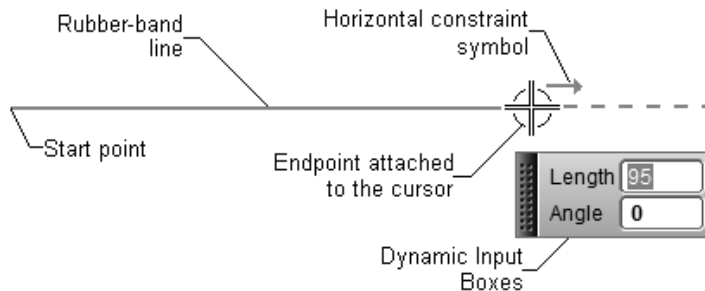 Rubber-band
line
Horizontal constraint
symbol
Start point
Endpoint attached
to the cursor
Length 95
Angle 0
Dynamic Input
Boxes